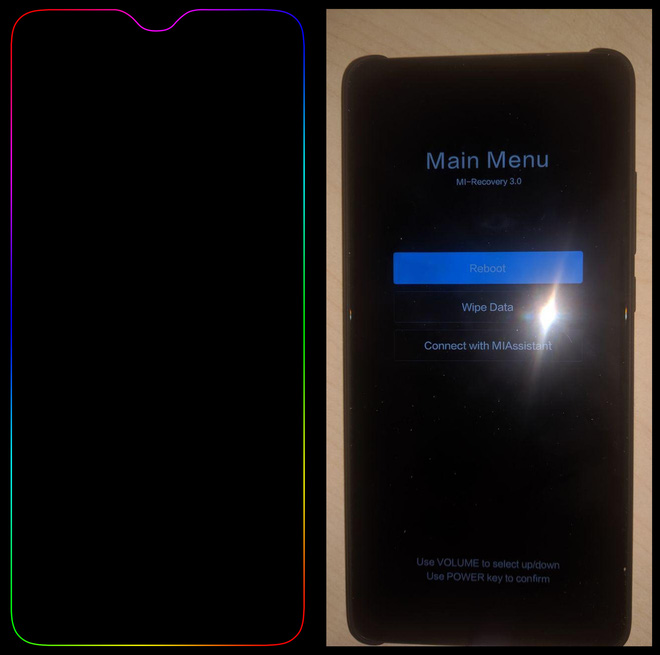 Main Menu
MI-Recovery 3.0
Reboot
Wipe Data
Connect with MIAssistant
Use VOLUME to select up/down
Use POWER key to confirm